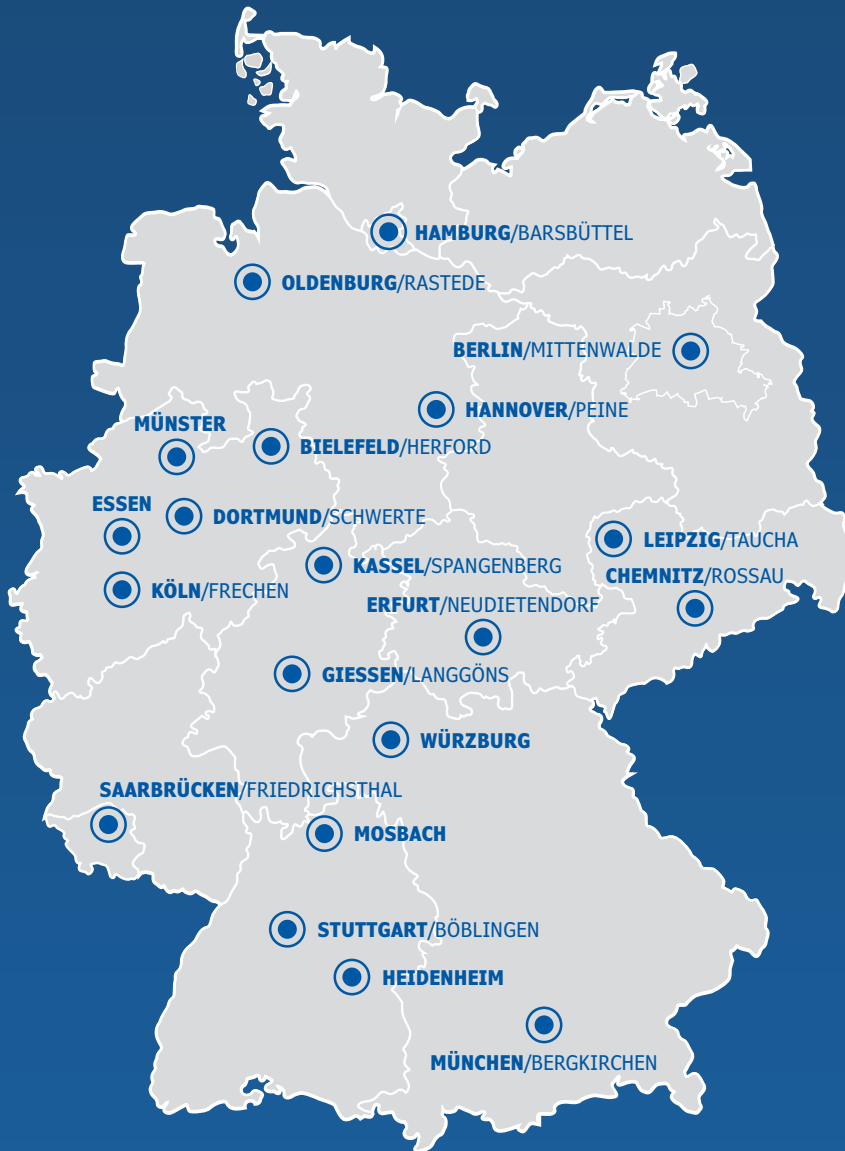 HAMBURG/BARSBÜTTEL
OLDENBURG/RASTEDE
BERLIN/MITTENWALDE
HANNOVER/PEINE
MÜNSTER
BIELEFELD/HERFORD
ESSEN
DORTMUND/SCHWERTE
LEIPZIG/TAUCHA
KASSEL/SPANGENBERG
CHEMNITZ/ROSSAU
KÖLN/FRECHEN
ERFURT/NEUDIETENDORF
GIESSEN/LANGGÖNS
WÜRZBURG
SAARBRÜCKEN/FRIEDRICHSTHAL
MOSBACH
STUTTGART/BÖBLINGEN
HEIDENHEIM
MÜNCHEN/BERGKIRCHEN